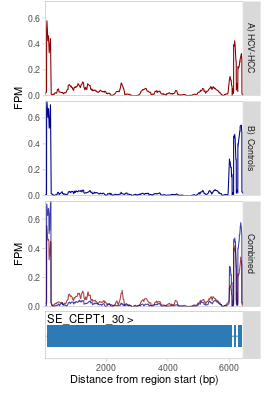 0.6
0.4
0.2
0.0
A) HCV-HCC
FPM
0.6
0.4
0.2
0.0
B) Controls
0.6
0.4
0.2
0.0
Combined
FPM
SE_CEPT1_30 >
2000 4000 6000
Distance from region start (bp)